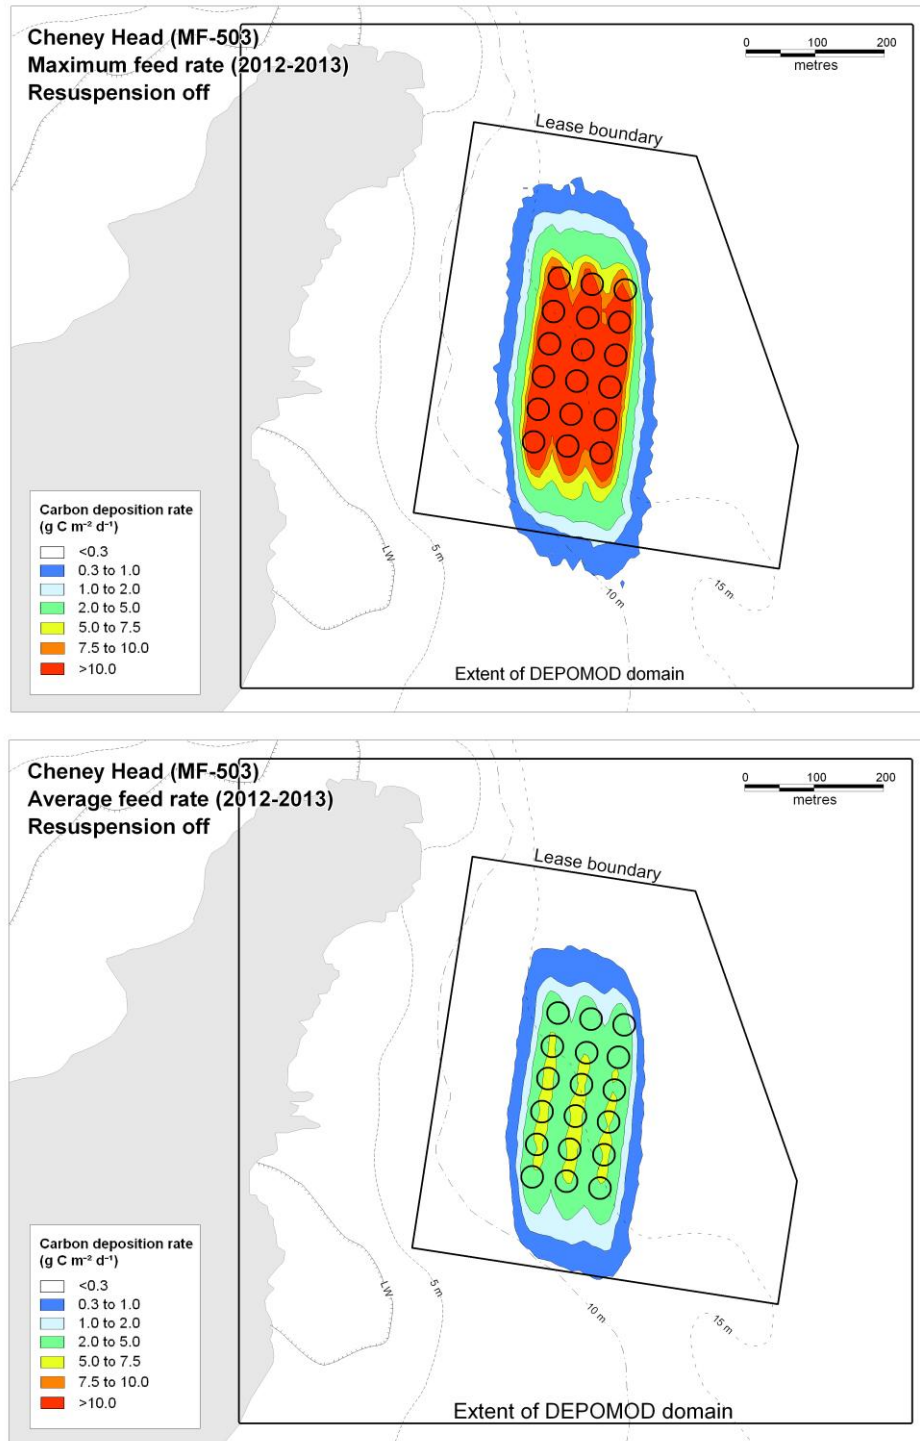 Cheney Head (MF-503)
Maximum feed rate (2012-2013)
Resuspension off
0 100 200
metres
Lease boundary
Carbon deposition rate
(g C m⁻² d⁻¹)
<0.3
0.3 to 1.0
1.0 to 2.0
2.0 to 5.0
5.0 to 7.5
7.5 to 10.0
>10.0
LW
5 m
10 m
15 m
Extent of DEPOMOD domain
Cheney Head (MF-503)
Average feed rate (2012-2013)
Resuspension off
0 100 200
metres
Lease boundary
Carbon deposition rate
(g C m⁻² d⁻¹)
<0.3
0.3 to 1.0
1.0 to 2.0
2.0 to 5.0
5.0 to 7.5
7.5 to 10.0
>10.0
LW
5 m
10 m
15 m
Extent of DEPOMOD domain